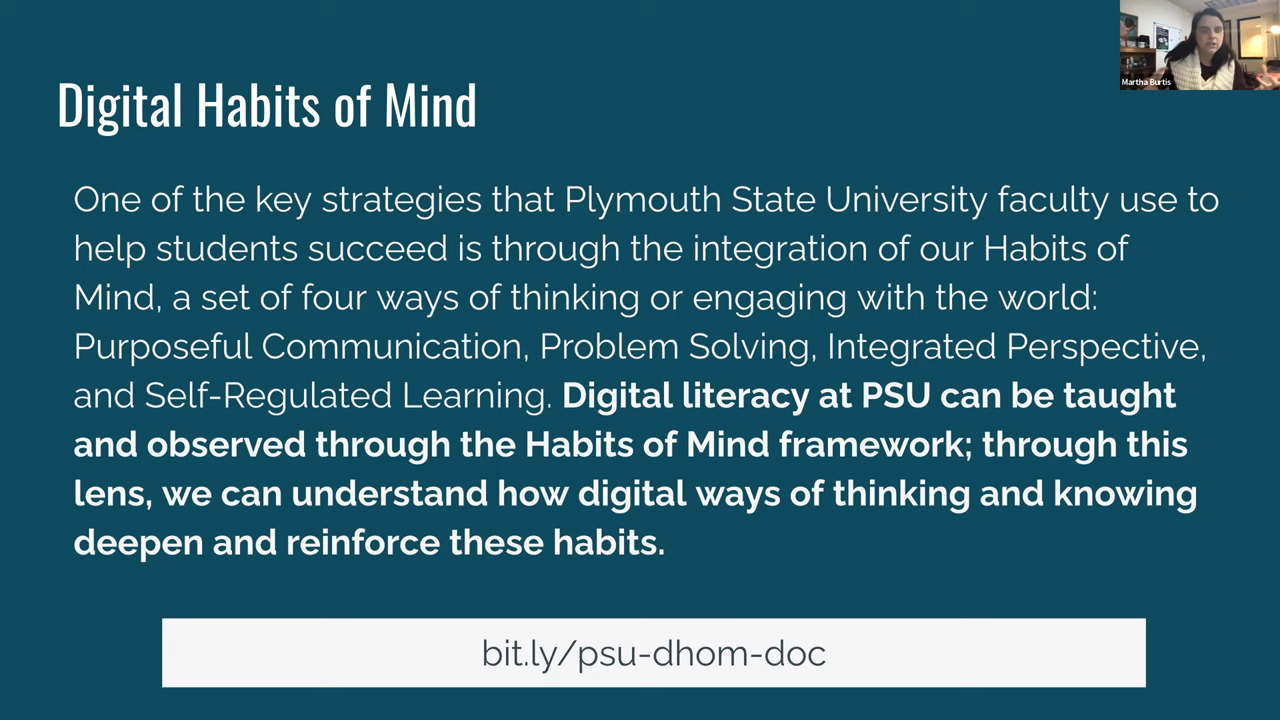 Digital Habits of Mind
Martha Burtis
One of the key strategies that Plymouth State University faculty use to
help students succeed is through the integration of our Habits of
Mind, a set of four ways of thinking or engaging with the world:
Purposeful Communication, Problem Solving, Integrated Perspective,
and Self-Regulated Learning. Digital literacy at PSU can be taught
and observed through the Habits of Mind framework; through this
lens, we can understand how digital ways of thinking and knowing
deepen and reinforce these habits.
bit.ly/psu-dhom-doc